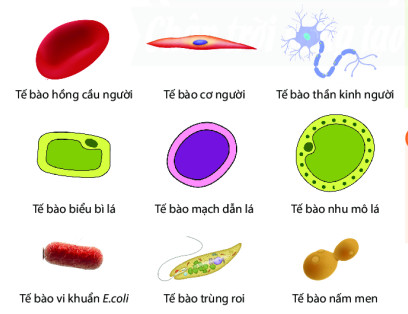 Tế bào hồng cầu người
Tế bào cơ người
Tế bào thần kinh người
Tế bào biểu bì lá
Tế bào mạch dẫn lá
Tế bào nhu mô lá
Tế bào vi khuẩn E.coli
Tế bào trùng roi
Tế bào nấm men